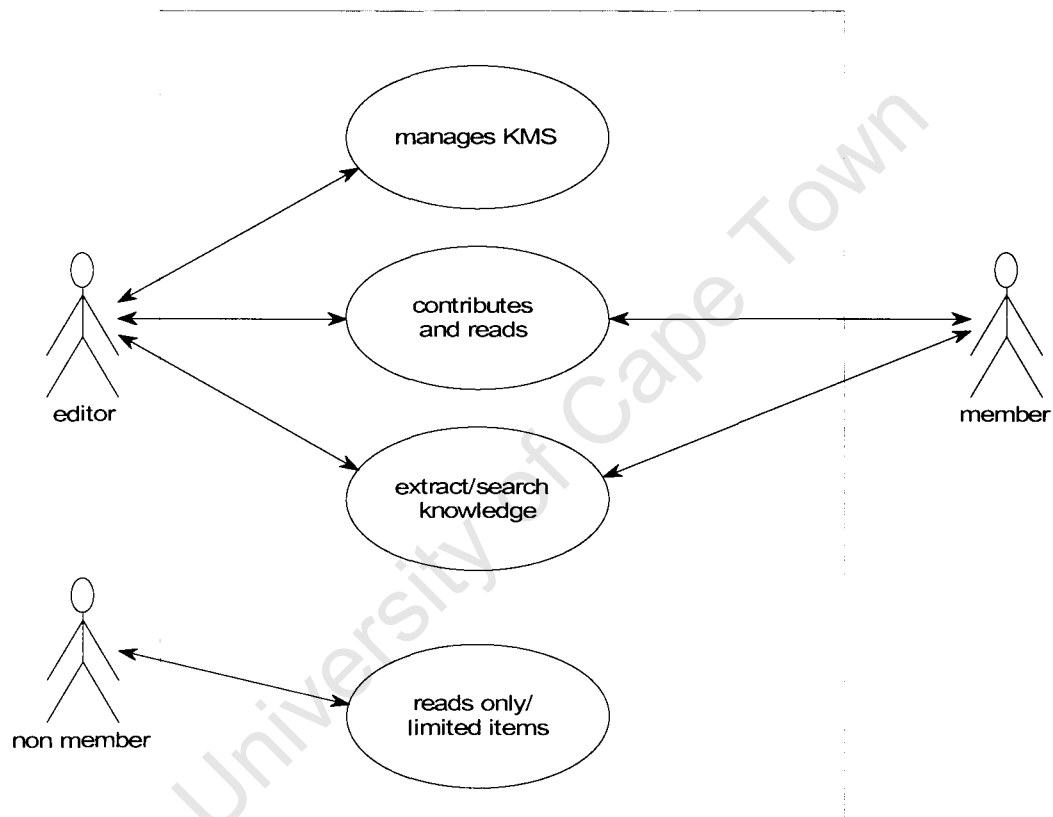 manages KMS
contributes
and reads
editor
member
extract/search
knowledge
non member
reads only/
limited items
University of Cape Town